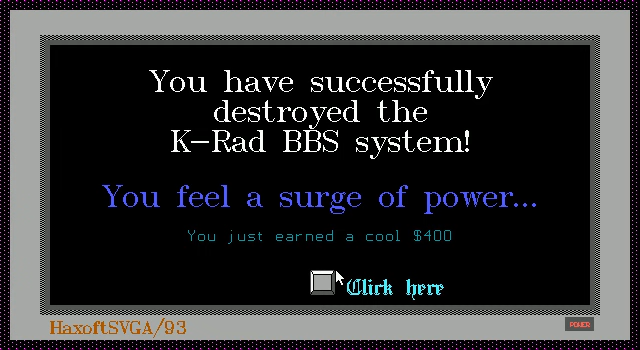 You have successfully
destroyed the
K-Rad BBS system!
You feel a surge of power...
You just earned a cool $400
Click here
HaxoftSVGA/93
POWER